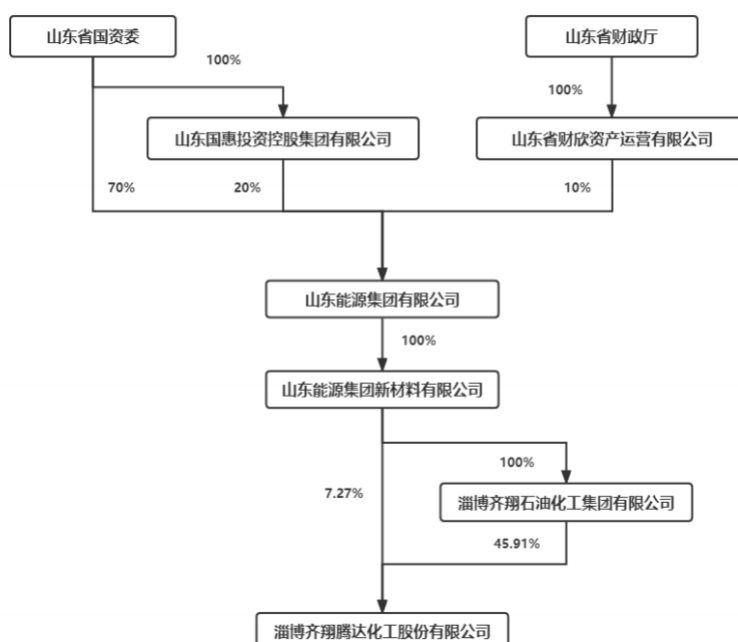 山东省国资委
山东省财政厅
100%
100%
山东国惠投资控股集团有限公司
山东省财欣资产运营有限公司
70%
20%
10%
山东能源集团有限公司
100%
山东能源集团新材料有限公司
100%
7.27%
淄博齐翔石油化工集团有限公司
45.91%
淄博齐翔腾达化工股份有限公司